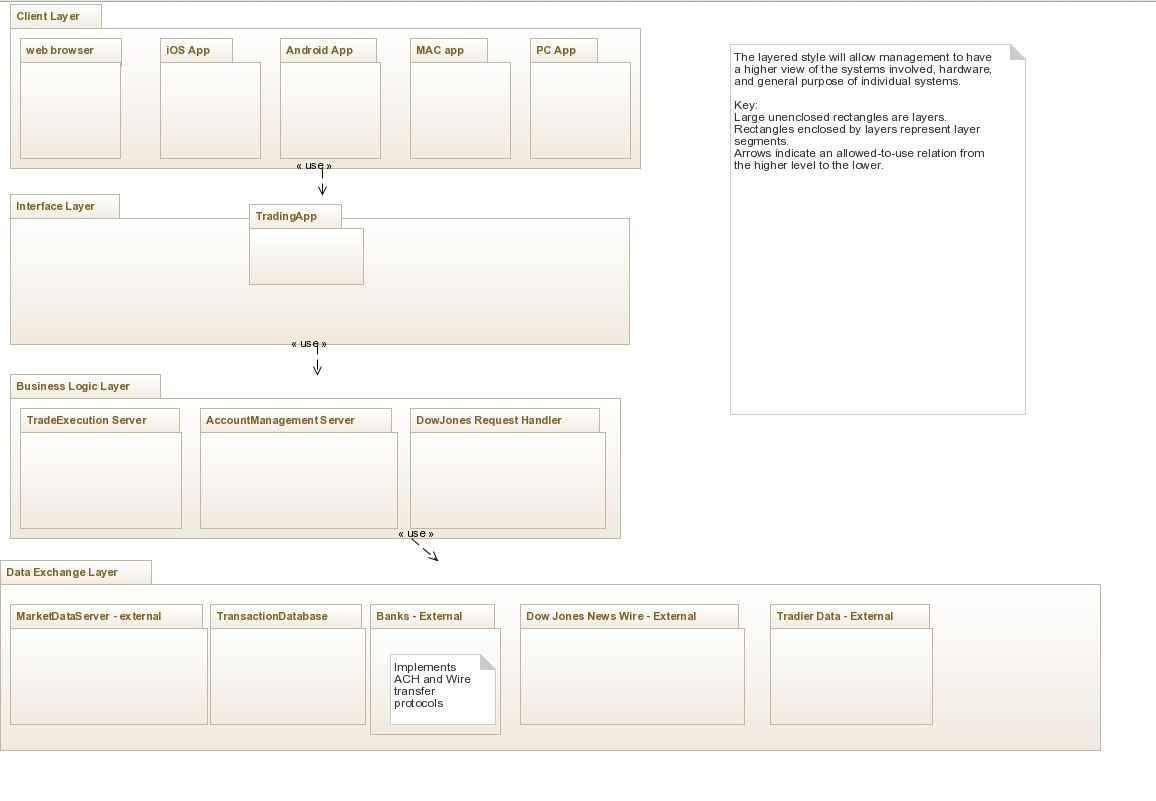 Client Layer
web browser
iOS App
Android App
MAC app
PC App
« use »
The layered style will allow management to have
a higher view of the systems involved, hardware,
and general purpose of individual systems.
Key:
Large unenclosed rectangles are layers.
Rectangles enclosed by layers represent layer
segments.
Arrows indicate an allowed-to-use relation from
the higher level to the lower.
Interface Layer
TradingApp
« use »
Business Logic Layer
TradeExecution Server
AccountManagement Server
DowJones Request Handler
« use »
Data Exchange Layer
MarketDataServer - external
TransactionDatabase
Banks - External
Implements
ACH and Wire
transfer
protocols
Dow Jones News Wire - External
Tradier Data - External